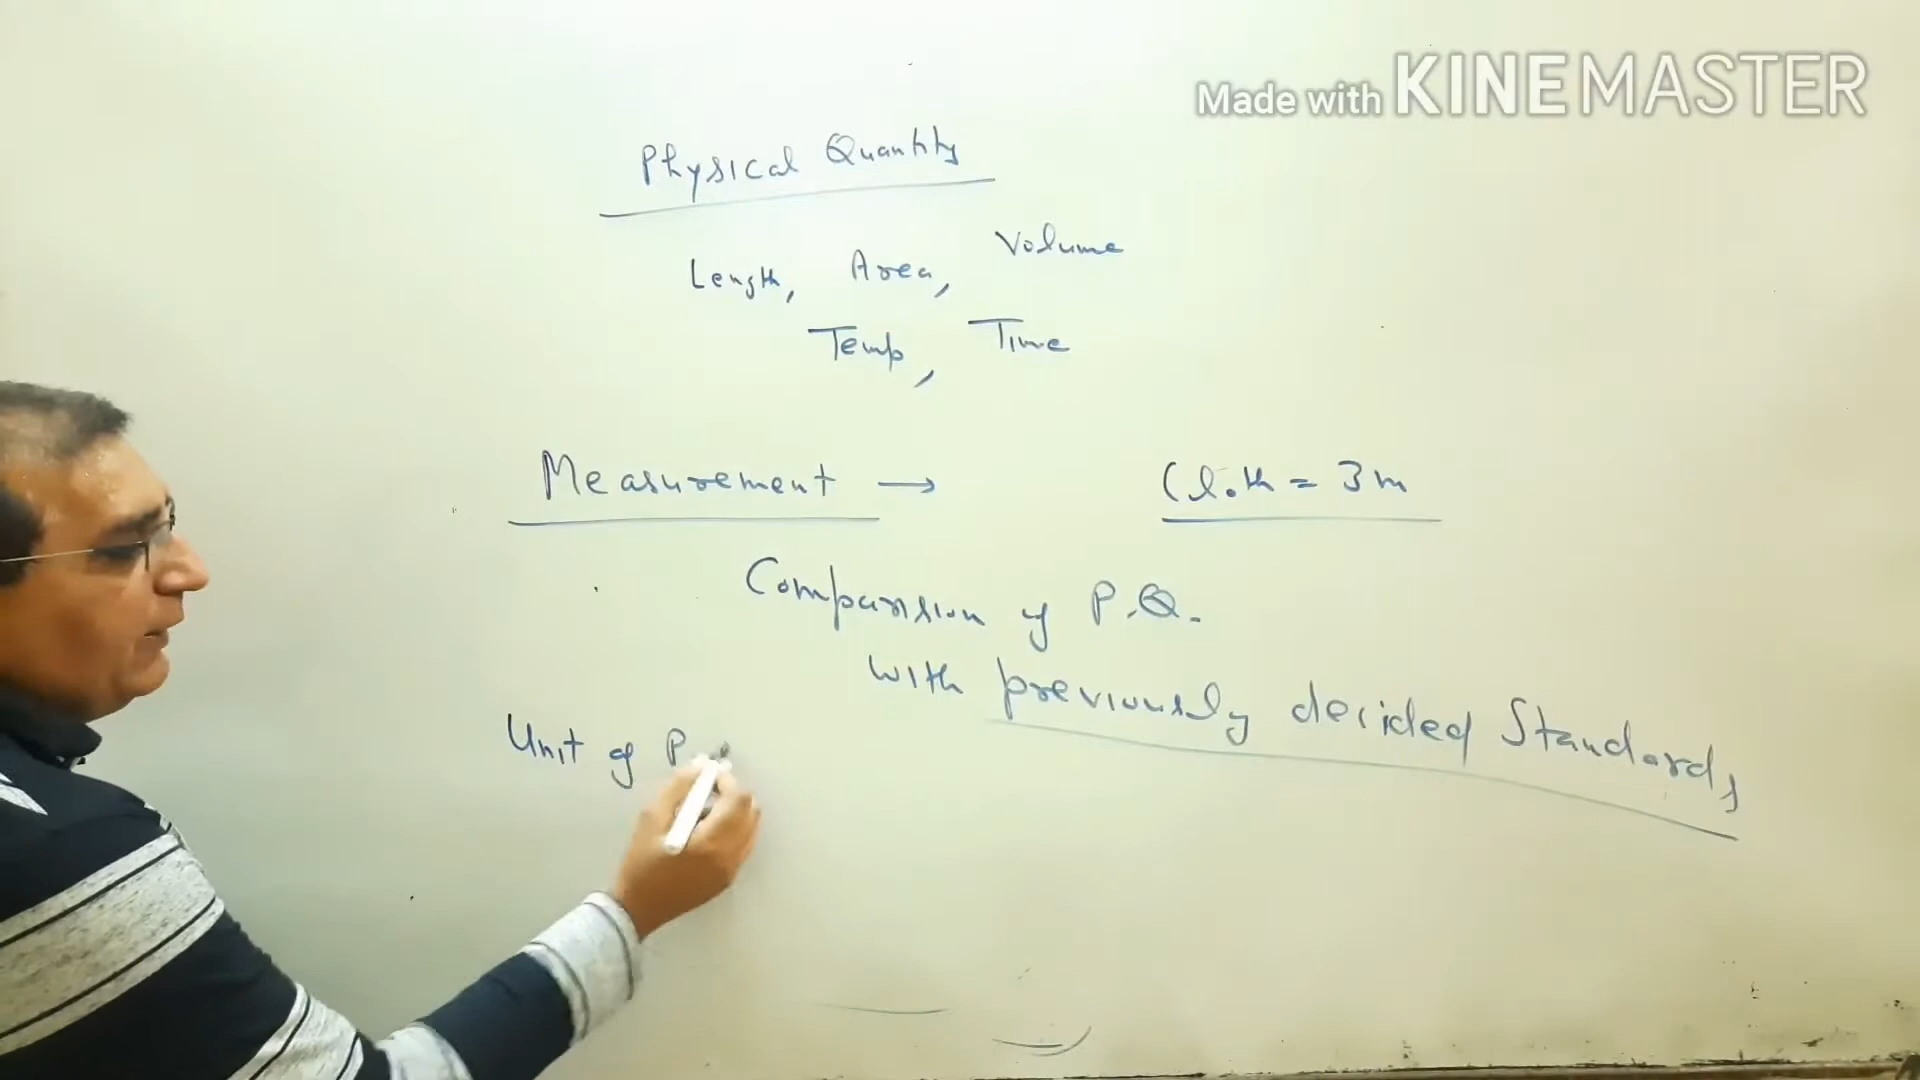 Made with KINEMASTER
Physical Quantity
Length, Area, Volume
Temp, Time
Measurement → Cloth = 3m
Comparision of P.Q.
with previously decided Standards
Unit of P